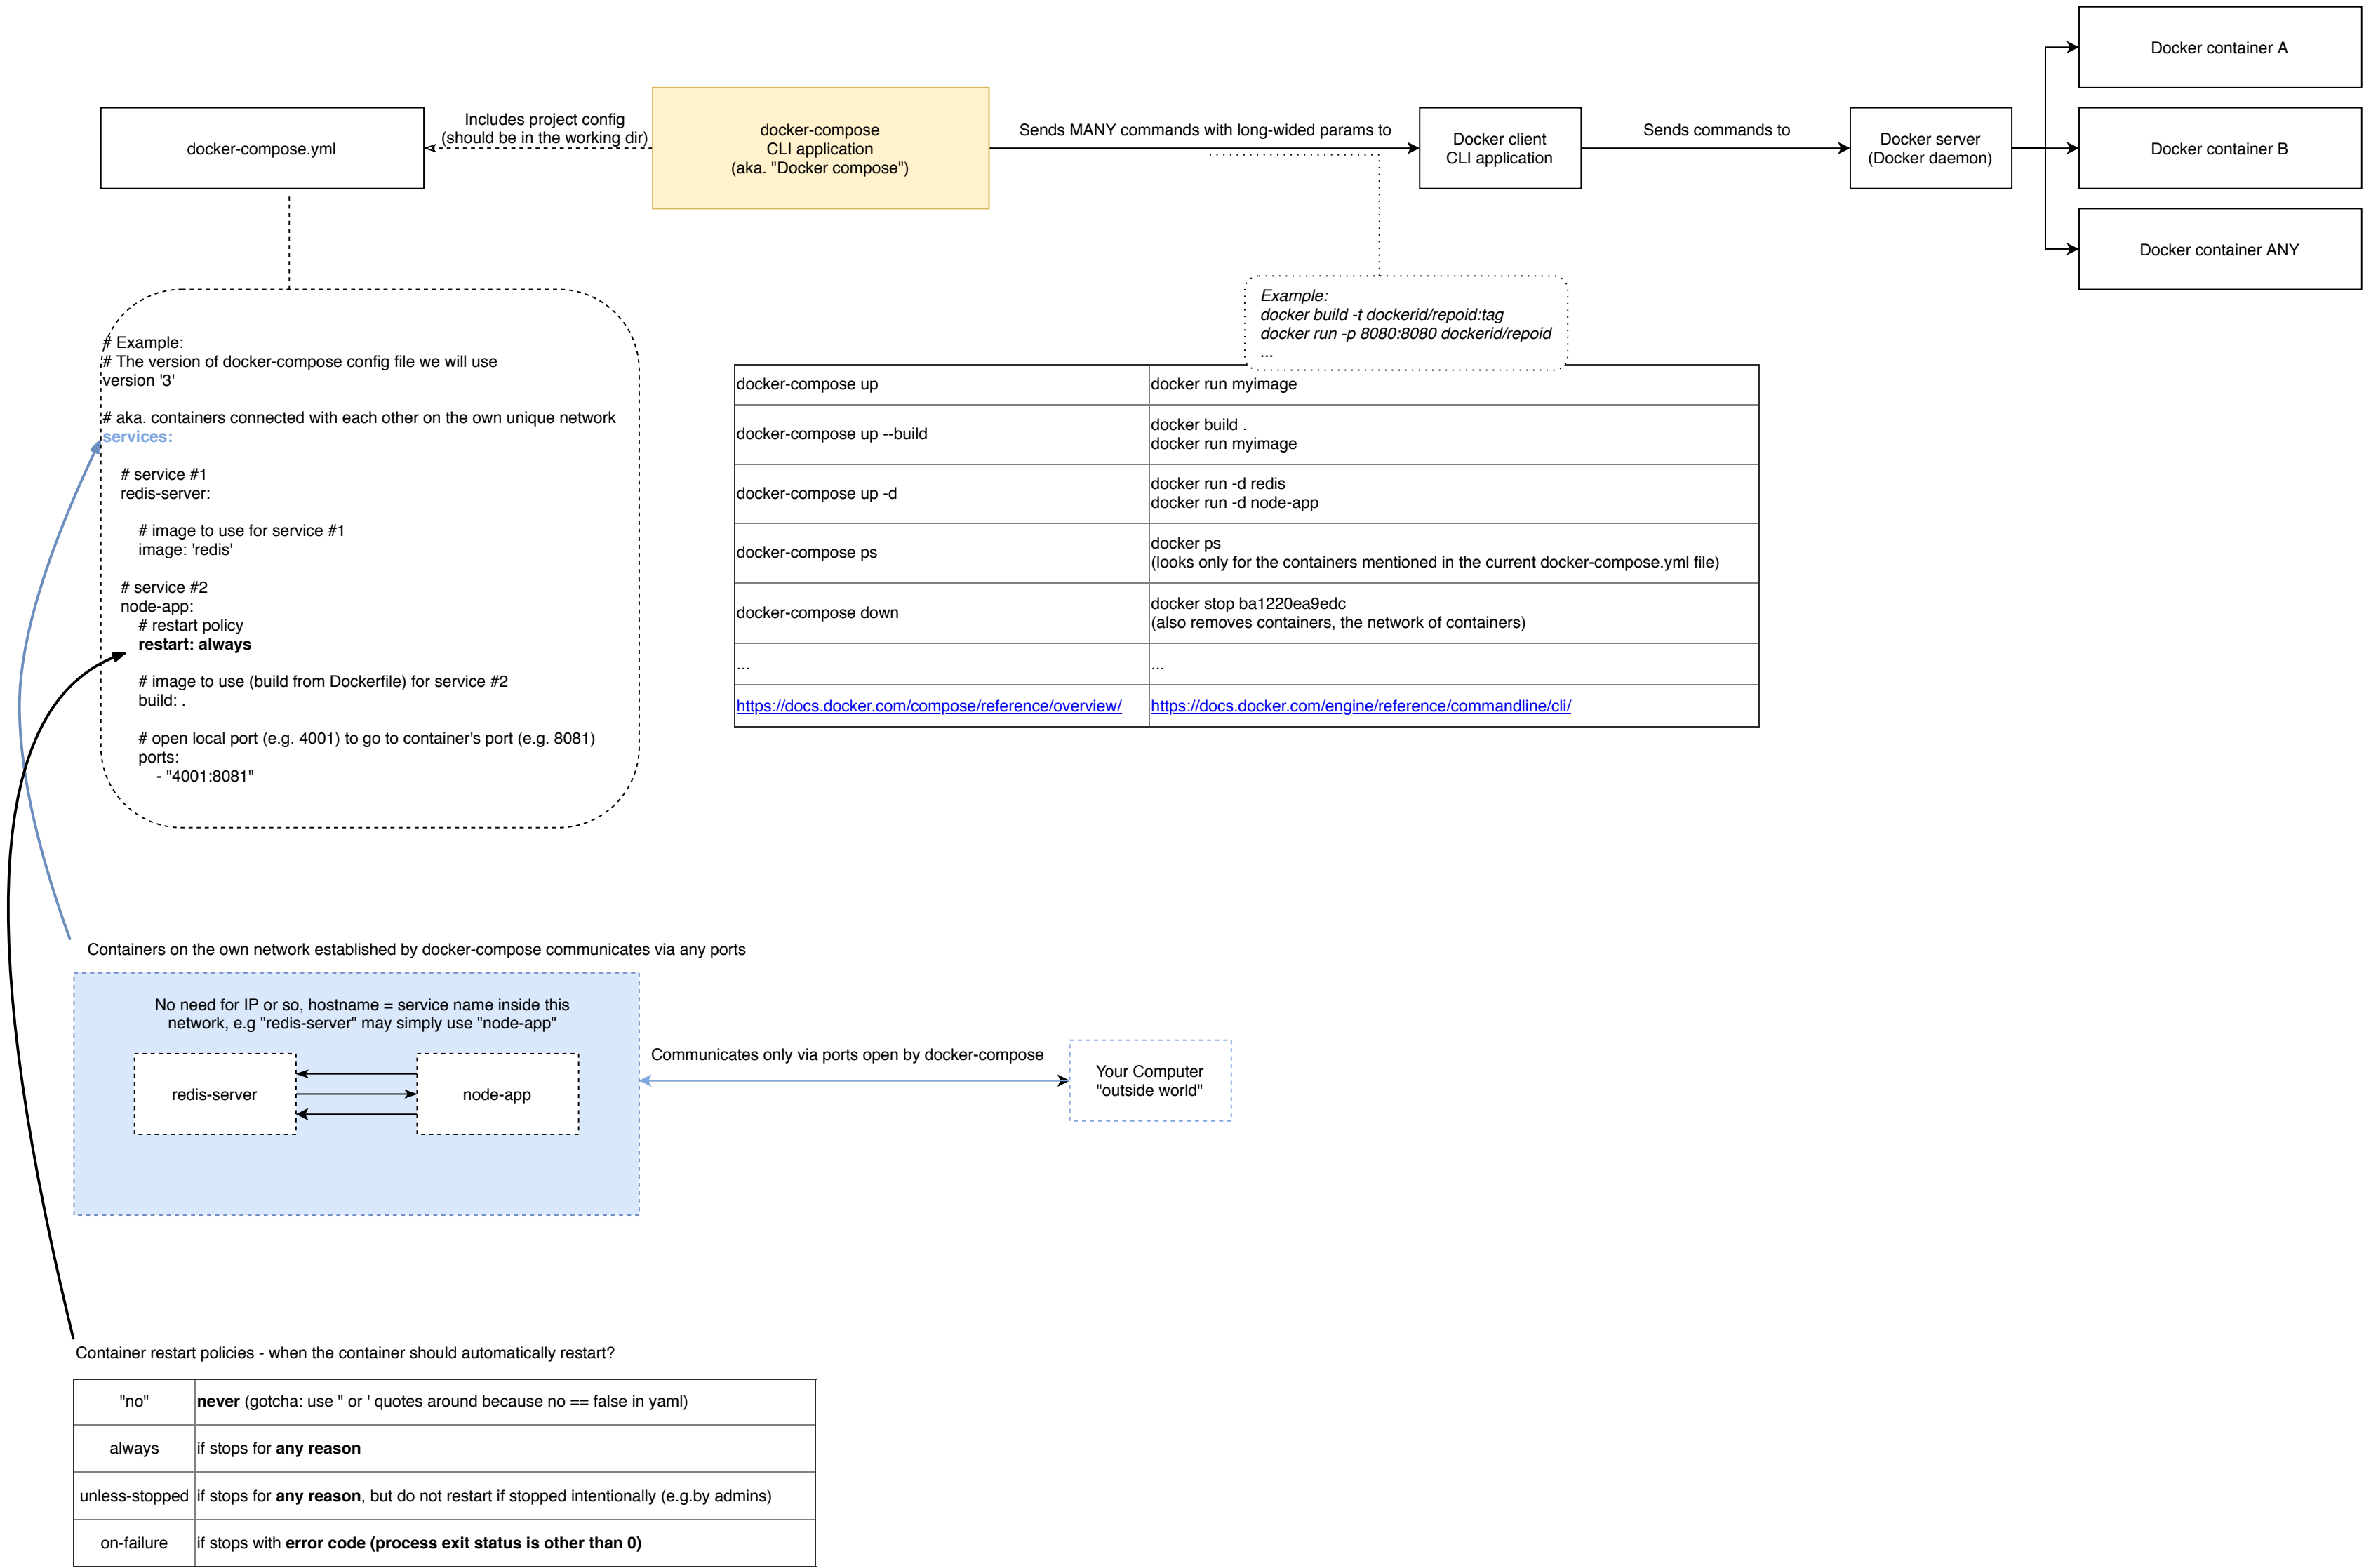 Docker container A
docker-compose.yml
Includes project config
(should be in the working dir)
docker-compose
CLI application
(aka. "Docker compose")
Sends MANY commands with long-wided params to
Docker client
CLI application
Sends commands to
Docker server
(Docker daemon)
Docker container B
Docker container ANY
Example:
docker build -t dockerid/repoid:tag
docker run -p 8080:8080 dockerid/repoid
...
# Example:
# The version of docker-compose config file we will use
version '3'
# aka. containers connected with each other on the own unique network
services:
# service #1
redis-server:
# image to use for service #1
image: 'redis'
# service #2
node-app:
# restart policy
restart: always
# image to use (build from Dockerfile) for service #2
build: .
# open local port (e.g. 4001) to go to container's port (e.g. 8081)
ports:
- "4001:8081"
docker-compose up
docker run myimage
docker-compose up --build
docker build .
docker run myimage
docker-compose up -d
docker run -d redis
docker run -d node-app
docker-compose ps
docker ps
(looks only for the containers mentioned in the current docker-compose.yml file)
docker-compose down
docker stop ba1220ea9edc
(also removes containers, the network of containers)
...
...
https://docs.docker.com/compose/reference/overview/
https://docs.docker.com/engine/reference/commandline/cli/
Containers on the own network established by docker-compose communicates via any ports
No need for IP or so, hostname = service name inside this
network, e.g "redis-server" may simply use "node-app"
redis-server
node-app
Communicates only via ports open by docker-compose
Your Computer
"outside world"
Container restart policies - when the container should automatically restart?
"no"
never (gotcha: use " or ' quotes around because no == false in yaml)
always
if stops for any reason
unless-stopped
if stops for any reason, but do not restart if stopped intentionally (e.g.by admins)
on-failure
if stops with error code (process exit status is other than 0)